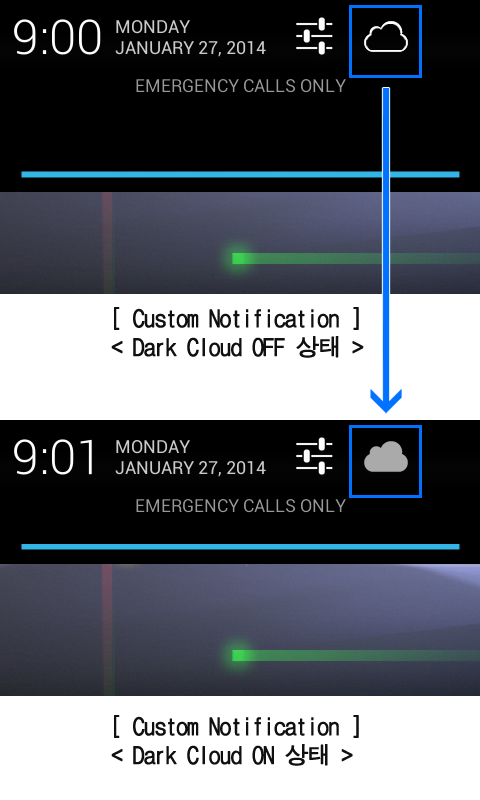 9:00
MONDAY
JANUARY 27, 2014
EMERGENCY CALLS ONLY
[ Custom Notification ]
< Dark Cloud OFF 상태 >
9:01
MONDAY
JANUARY 27, 2014
EMERGENCY CALLS ONLY
[ Custom Notification ]
< Dark Cloud ON 상태 >